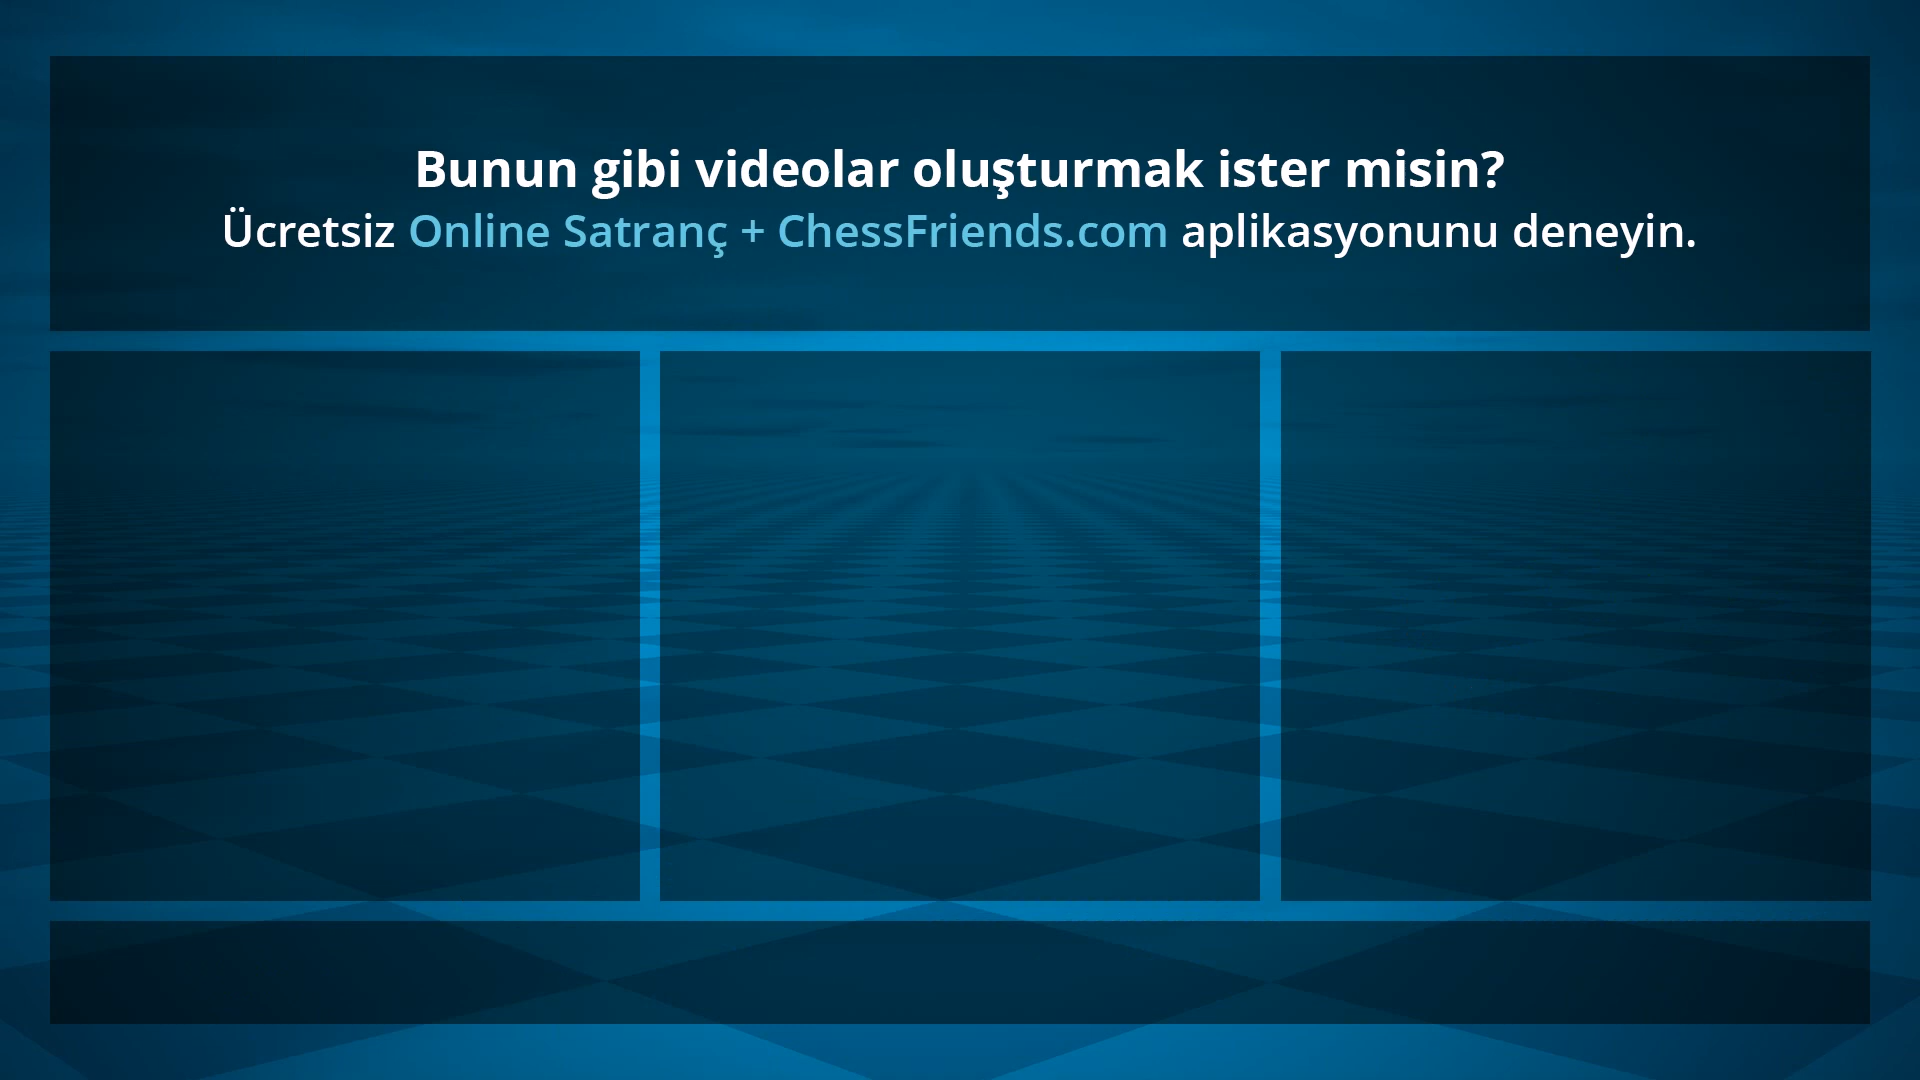 Bunun gibi videolar oluşturmak ister misin?
Ücretsiz Online Satranç + ChessFriends.com aplikasyonunu deneyin.